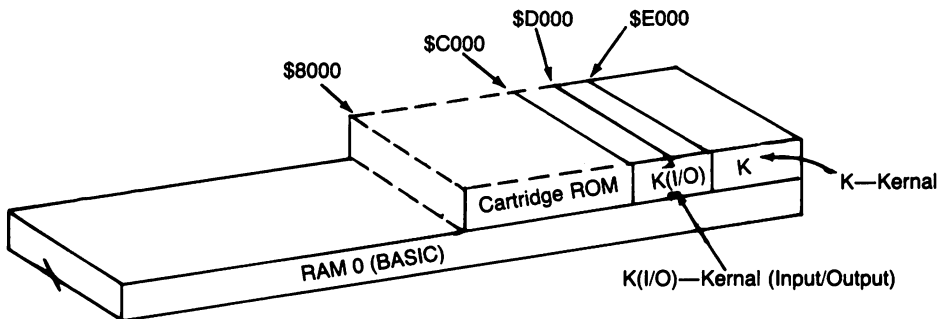 $D000
$E000
$C000
$8000
Cartridge ROM
K(I/O)
K
K—Kernal
RAM 0 (BASIC)
K(I/O)—Kernal (Input/Output)